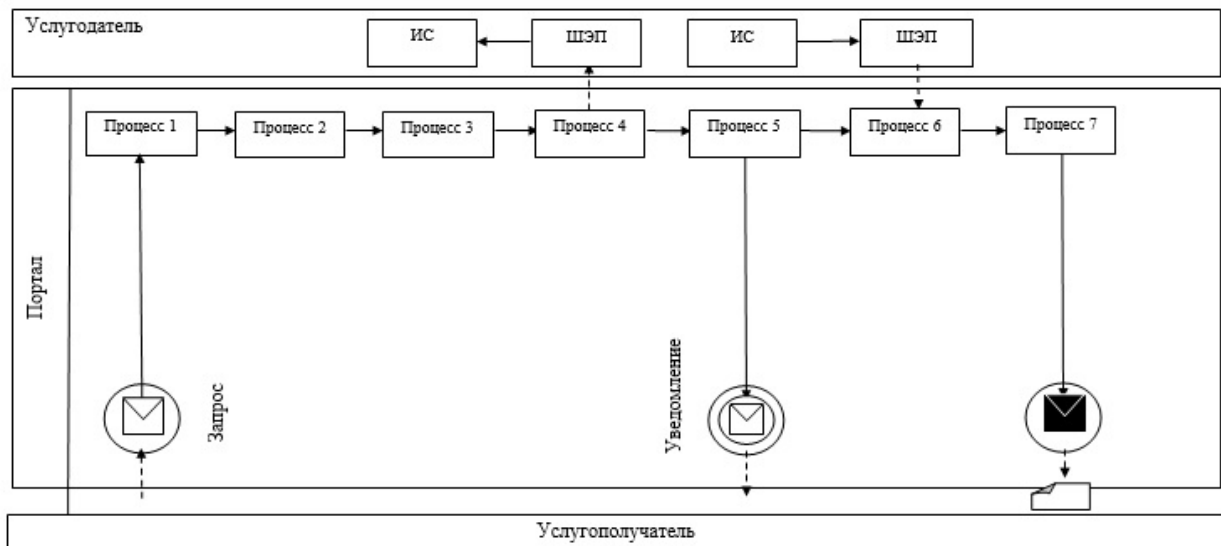 Услугодатель
ИС
ШЭП
ИС
ШЭП
Портал
Процесс 1
Процесс 2
Процесс 3
Процесс 4
Процесс 5
Процесс 6
Процесс 7
Запрос
Уведомление
Услугополучатель